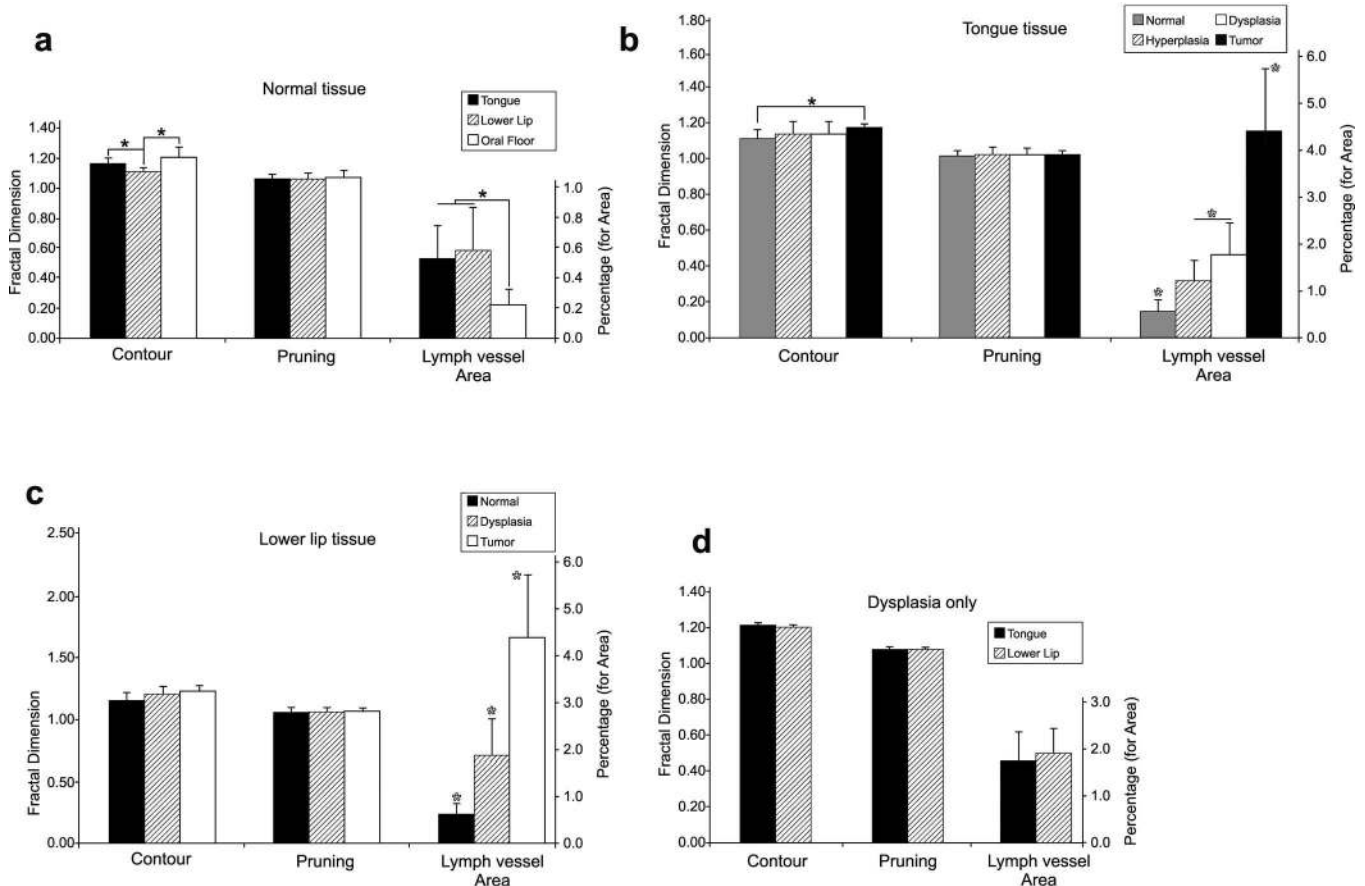 a
Normal tissue
Tongue
Lower Lip
Oral Floor
Fractal Dimension
1.40
1.20
1.00
0.80
0.60
0.40
0.20
0.00
*
*
*
Percentage (for Area)
1.0
0.8
0.6
0.4
0.2
0.0
Contour
Pruning
Lymph vessel
Area
b
Tongue tissue
Normal
Dysplasia
Hyperplasia
Tumor
Fractal Dimension
1.80
1.60
1.40
1.20
1.00
0.80
0.60
0.40
0.20
0.00
*
Percentage (for Area)
6.0
5.0
4.0
3.0
2.0
1.0
0.0
Contour
Pruning
Lymph vessel
Area
c
Lower lip tissue
Normal
Dysplasia
Tumor
Fractal Dimension
2.50
2.00
1.50
1.00
0.50
0.00
Percentage (for Area)
6.0
5.0
4.0
3.0
2.0
1.0
0.0
Contour
Pruning
Lymph vessel
Area
d
Dysplasia only
Tongue
Lower Lip
Fractal Dimension
1.40
1.20
1.00
0.80
0.60
0.40
0.20
0.00
Percentage (for Area)
3.0
2.0
1.0
0.0
Contour
Pruning
Lymph vessel
Area